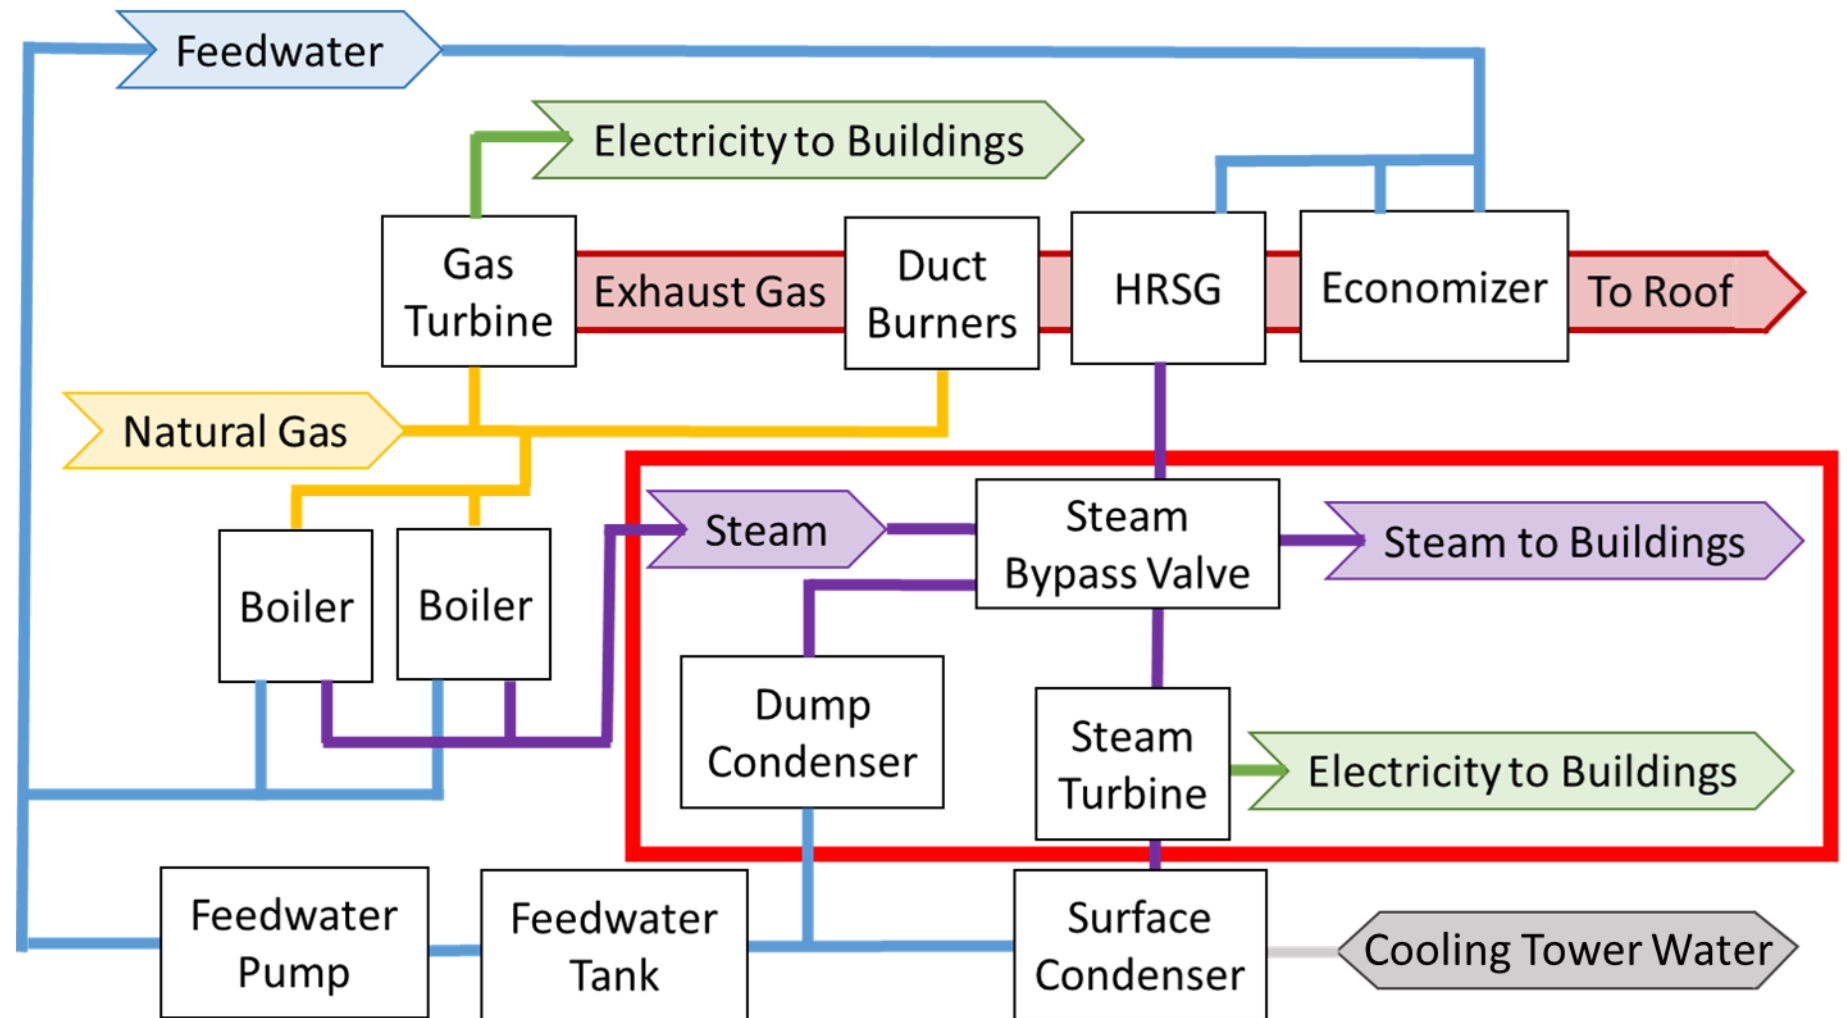 Feedwater
Electricity to Buildings
Gas
Turbine
Exhaust Gas
Duct
Burners
HRSG
Economizer
To Roof
Natural Gas
Steam
Steam
Bypass Valve
Steam to Buildings
Boiler
Boiler
Dump
Condenser
Steam
Turbine
Electricity to Buildings
Feedwater
Pump
Feedwater
Tank
Surface
Condenser
Cooling Tower Water